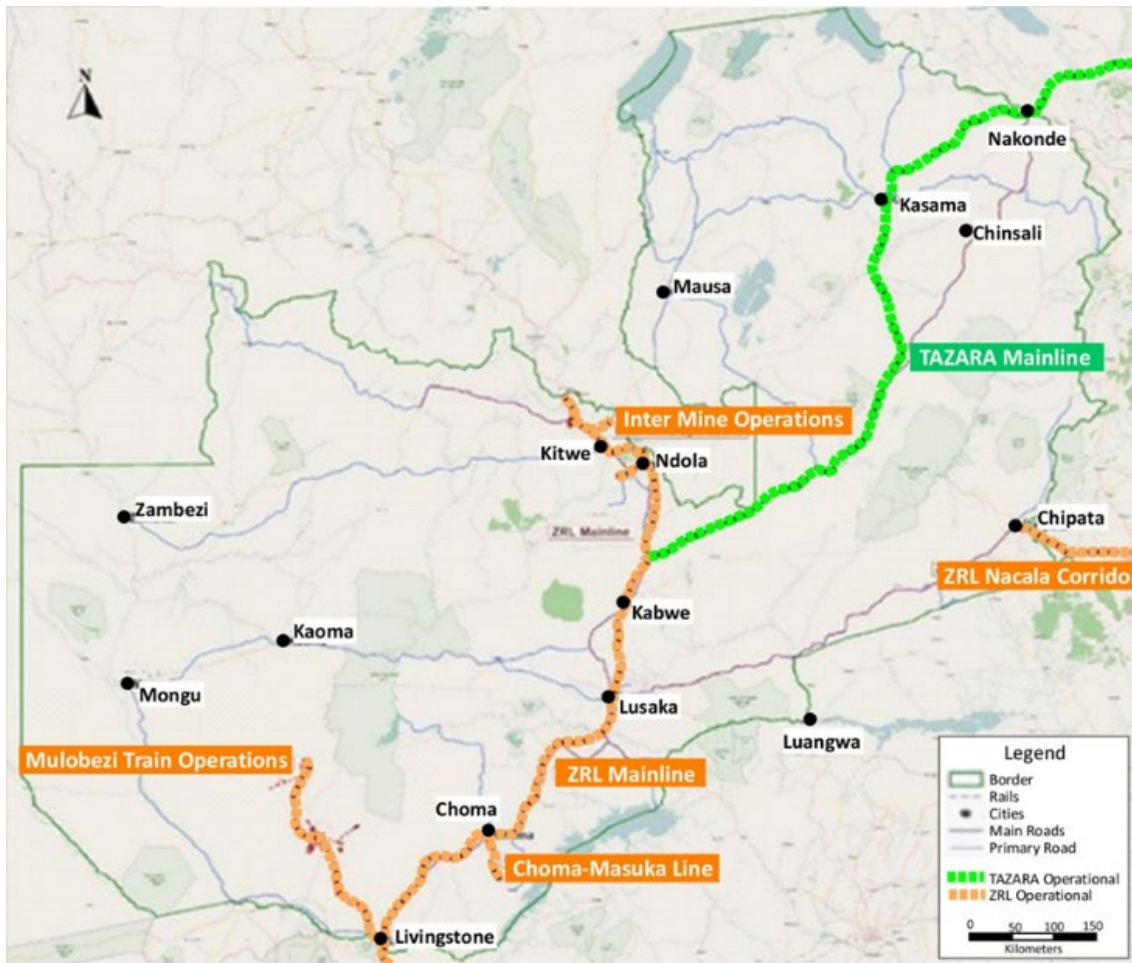 N
Nakonde
Kasama
Chinsali
Mausa
TAZARA Mainline
Inter Mine Operations
Kitwe
Ndola
Zambezi
ZRL Mainline
Chipata
ZRL Nacala Corrido
Kabwe
Kaoma
Mongu
Lusaka
Luangwa
Mulobezi Train Operations
ZRL Mainline
Choma
Choma-Masuka Line
Livingstone
Legend
Border
Rails
Cities
Main Roads
Primary Road
TAZARA Operational
ZRL Operational
0 50 100 150
Kilometers